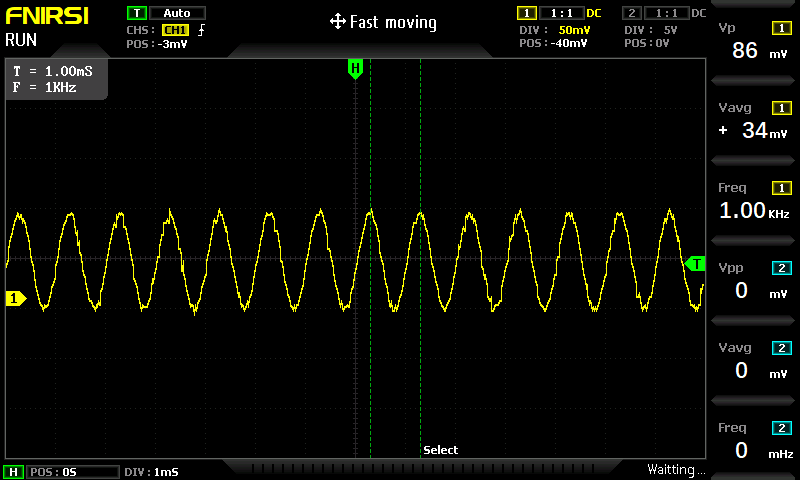 FNIRSI
RUN
T Auto
CHS: CH1
POS: -3mV
Fast moving
1 1:1 DC
DIV: 50mV
POS: -40mV
2 1:1 DC
DIV: 5V
POS: 0V
T = 1.00mS
F = 1KHz
H
T
1
Select
Vp 1
86 mV
Vavg 1
+ 34 mV
Freq 1
1.00 KHz
Vpp 2
0 mV
Vavg 2
0 mV
Freq 2
0 mHz
H POS: 0S DIV: 1mS
Waitting...